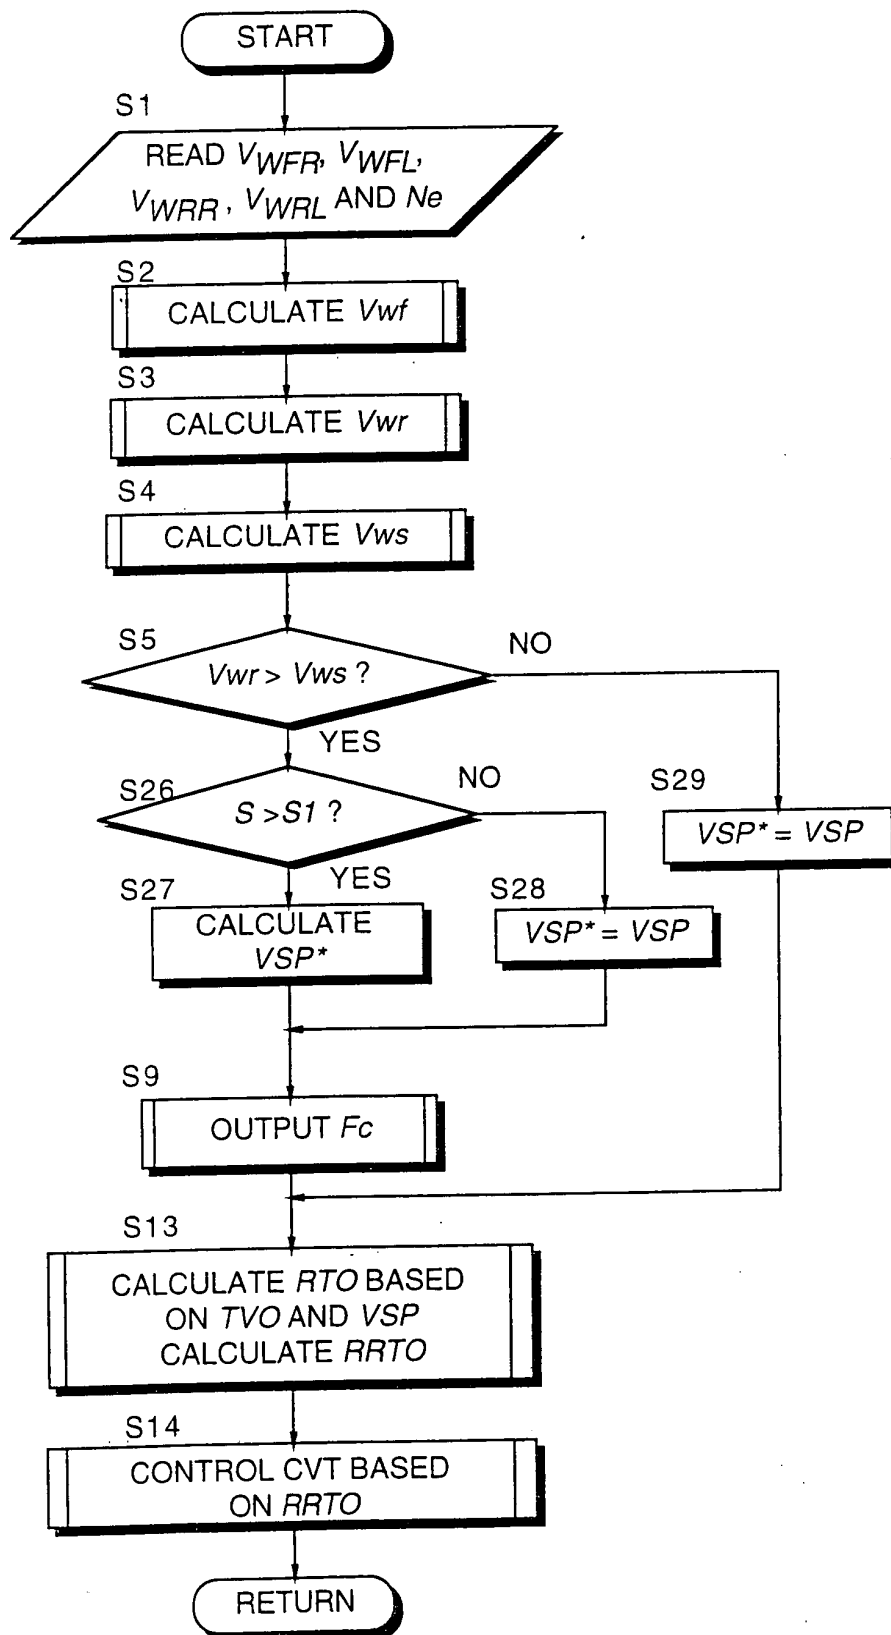 START
S1
READ VWFR, VWFL,
VWRR, VWRL AND Ne
S2
CALCULATE Vwf
S3
CALCULATE Vwr
S4
CALCULATE Vws
S5
Vwr > Vws ?
NO
YES
S26
S >S1 ?
NO
YES
S29
VSP* = VSP
S27
CALCULATE
VSP*
S28
VSP* = VSP
S9
OUTPUT Fc
S13
CALCULATE RTO BASED
ON TVO AND VSP
CALCULATE RRTO
S14
CONTROL CVT BASED
ON RRTO
RETURN